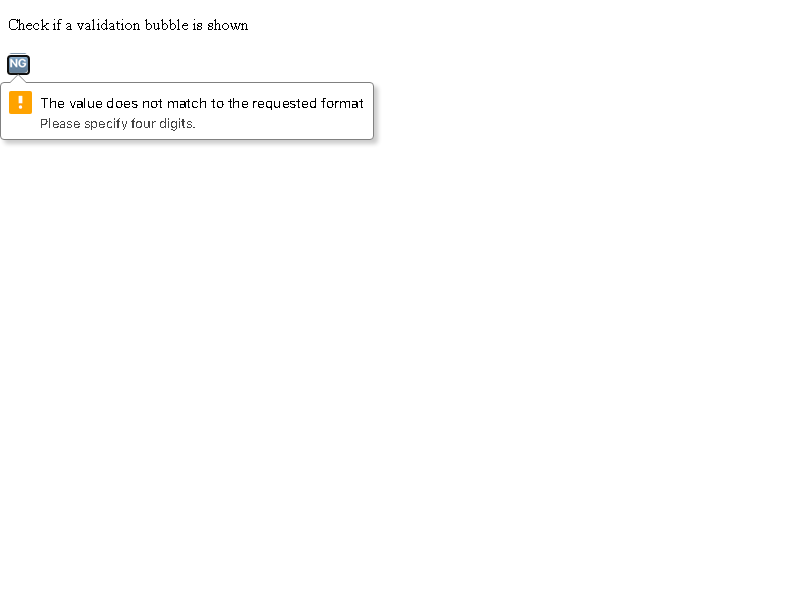 Check if a validation bubble is shown
NG
The value does not match to the requested format
Please specify four digits.